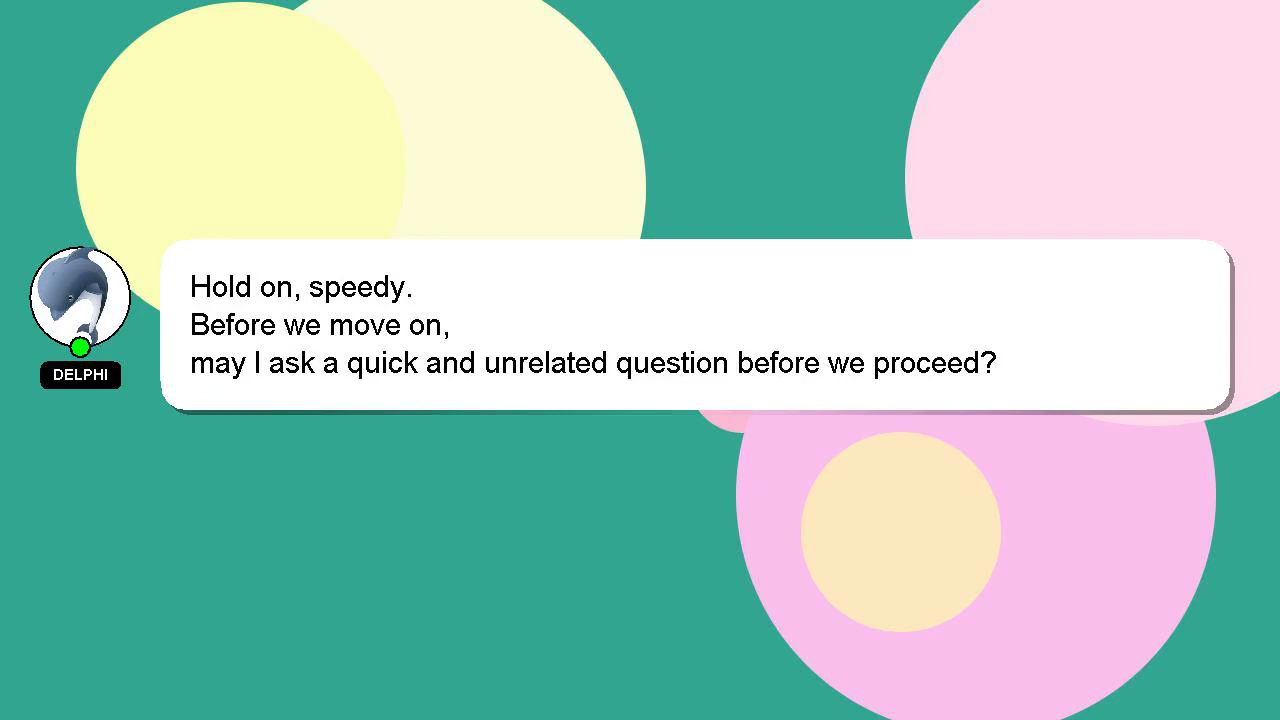 Hold on, speedy.
Before we move on,
may I ask a quick and unrelated question before we proceed?
DELPHI